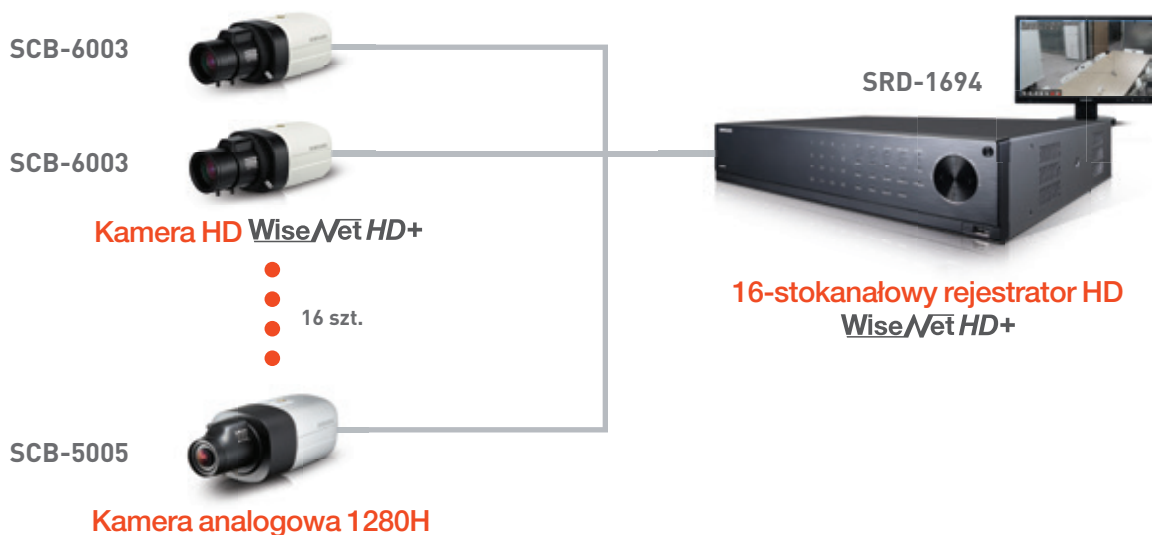 SCB-6003
SRD-1694
SCB-6003
Kamera HD WiseNet HD+
16-stokanałowy rejestrator HD
WiseNet HD+
16 szt.
SCB-5005
Kamera analogowa 1280H